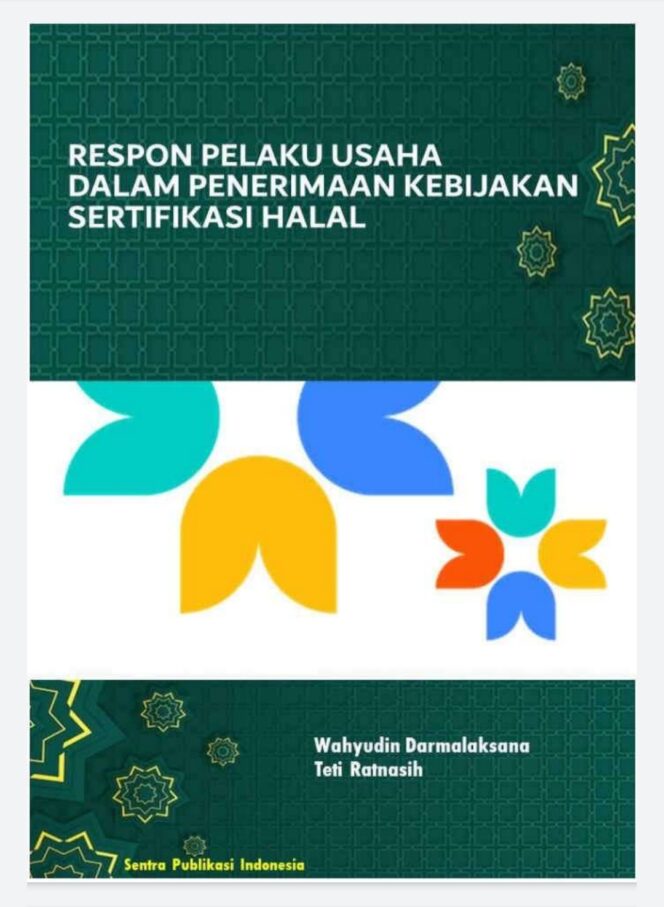 RESPON PELAKU USAHA
DALAM PENERIMAAN KEBIJAKAN
SERTIFIKASI HALAL
Wahyudin Darmalaksana
Teti Ratnasih
Sentra Publikasi Indonesia